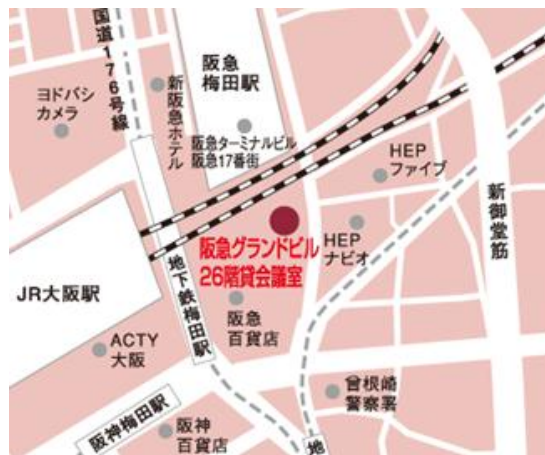 国道176号線
ヨドバシ
カメラ
新阪急ホテル
阪急
梅田駅
阪急ターミナルビル
阪急17番街
HEP
ファイブ
新御堂筋
阪急グランドビル
26階貸会議室
HEP
ナビオ
JR大阪駅
地下鉄梅田駅
阪急
百貨店
ACTY
大阪
阪神梅田駅
阪神
百貨店
曾根崎
警察署
地